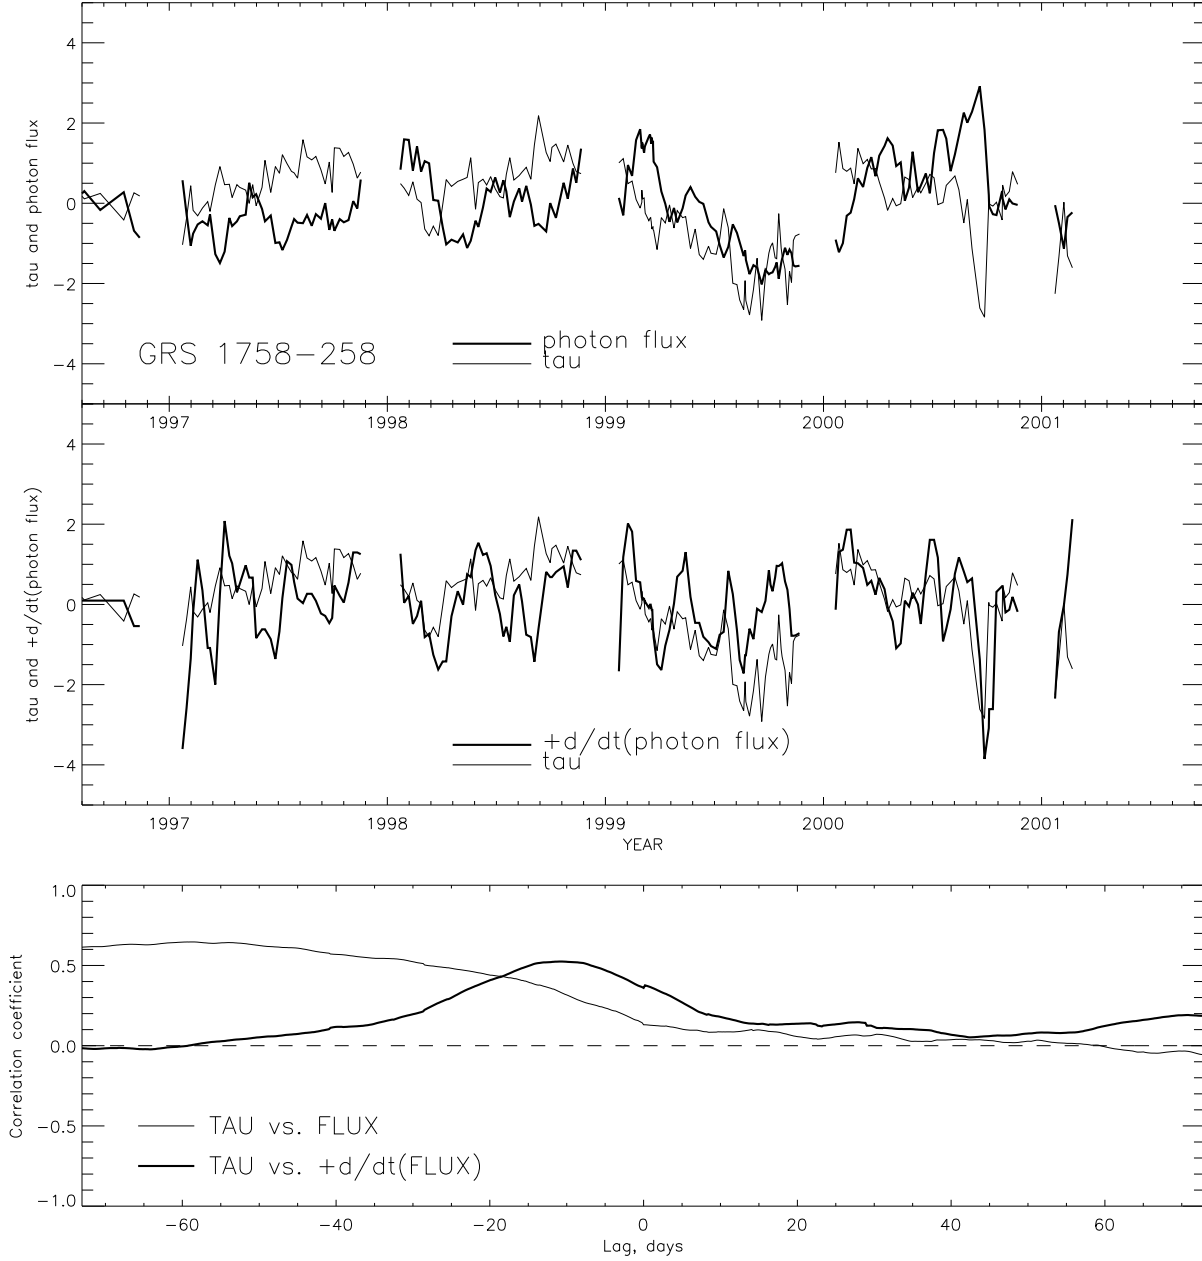 4
2
0
−2
−4
tau and photon flux
GRS 1758−258
photon flux
tau
1997
1998
1999
2000
2001
4
2
0
−2
−4
tau and +d/dt(photon flux)
+d/dt(photon flux)
tau
1997
1998
1999
2000
2001
YEAR
1.0
0.5
0.0
−0.5
−1.0
Correlation coefficient
TAU vs. FLUX
TAU vs. +d/dt(FLUX)
−60
−40
−20
0
20
40
60
Lag, days